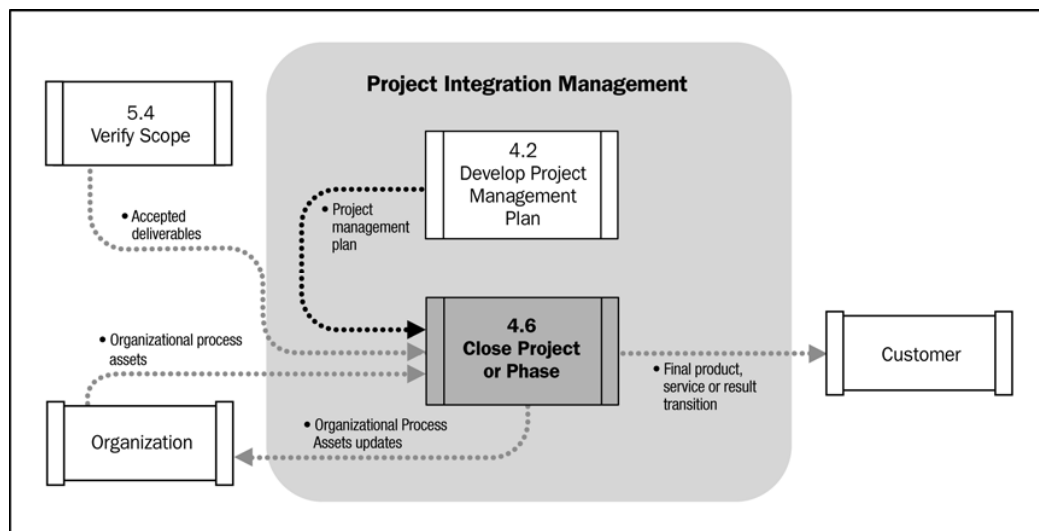 Project Integration Management
5.4
Verify Scope
4.2
Develop Project
Management
Plan
• Accepted
deliverables
• Project
management
plan
• Organizational process
assets
4.6
Close Project
or Phase
Customer
• Final product,
service or result
transition
Organization
• Organizational Process
Assets updates